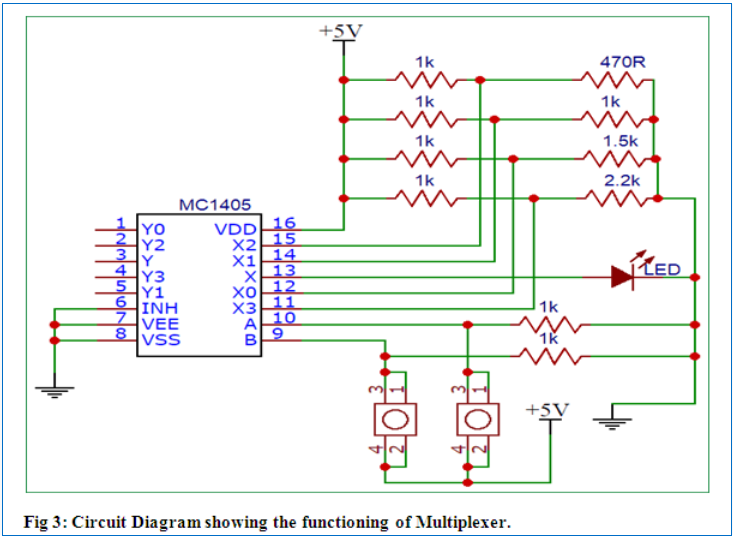 +5V
1k 470R
1k 1k
1k 1.5k
1k 2.2k
MC1405
1 Y0 VDD 16
2 Y2 X2 15
3 Y X1 14
4 Y3 X 13
5 Y1 X0 12
6 INH X3 11
7 VEE A 10
8 VSS B 9
LED
1k
1k
3 1 3 1
4 2 4 2
+5V
Fig 3: Circuit Diagram showing the functioning of Multiplexer.